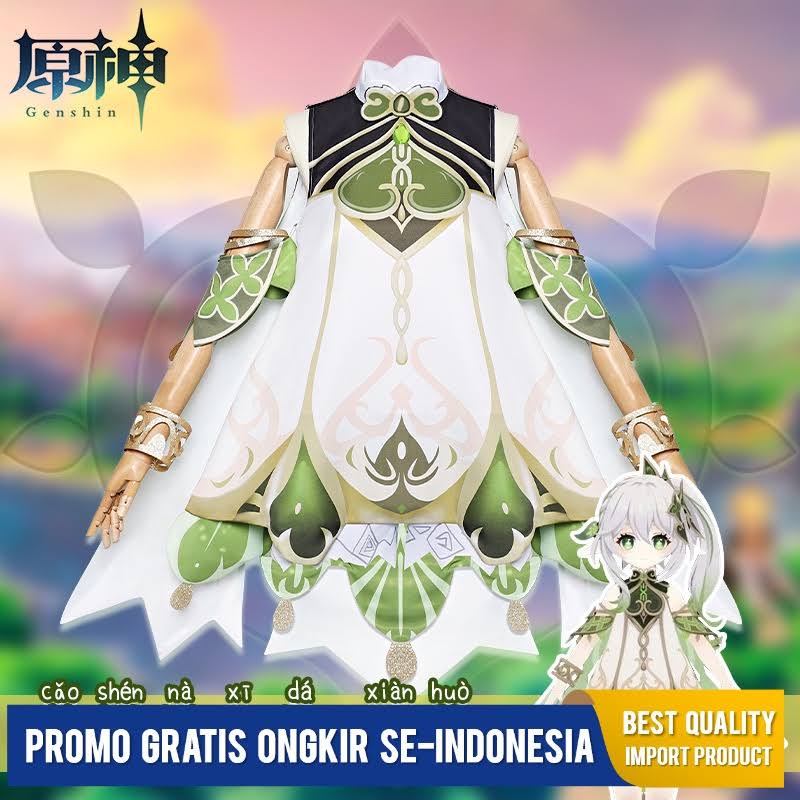 原神
Genshin
cǎo shén nà xī dá xiàn huò
PROMO GRATIS ONGKIR SE-INDONESIA
BEST QUALITY
IMPORT PRODUCT